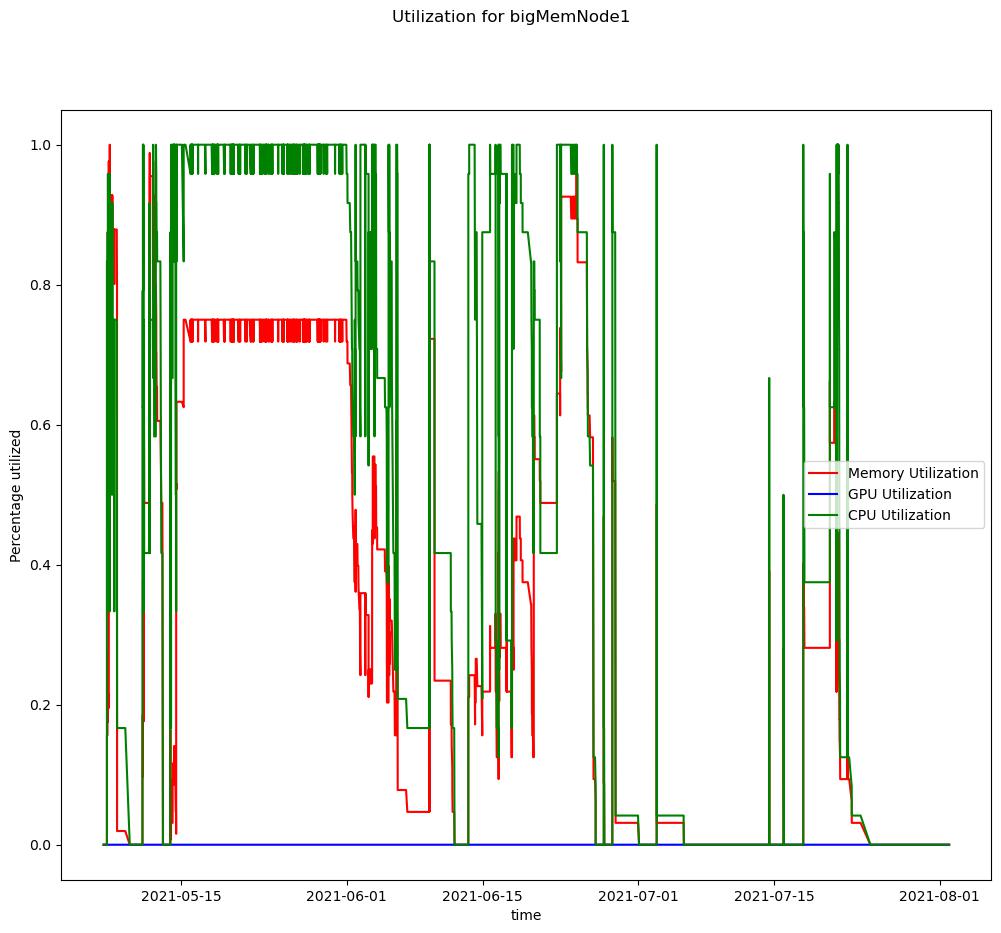 Utilization for bigMemNode1
1.0
0.8
0.6
0.4
0.2
0.0
Percentage utilized
Memory Utilization
GPU Utilization
CPU Utilization
2021-05-15 2021-06-01 2021-06-15 2021-07-01 2021-07-15 2021-08-01
time